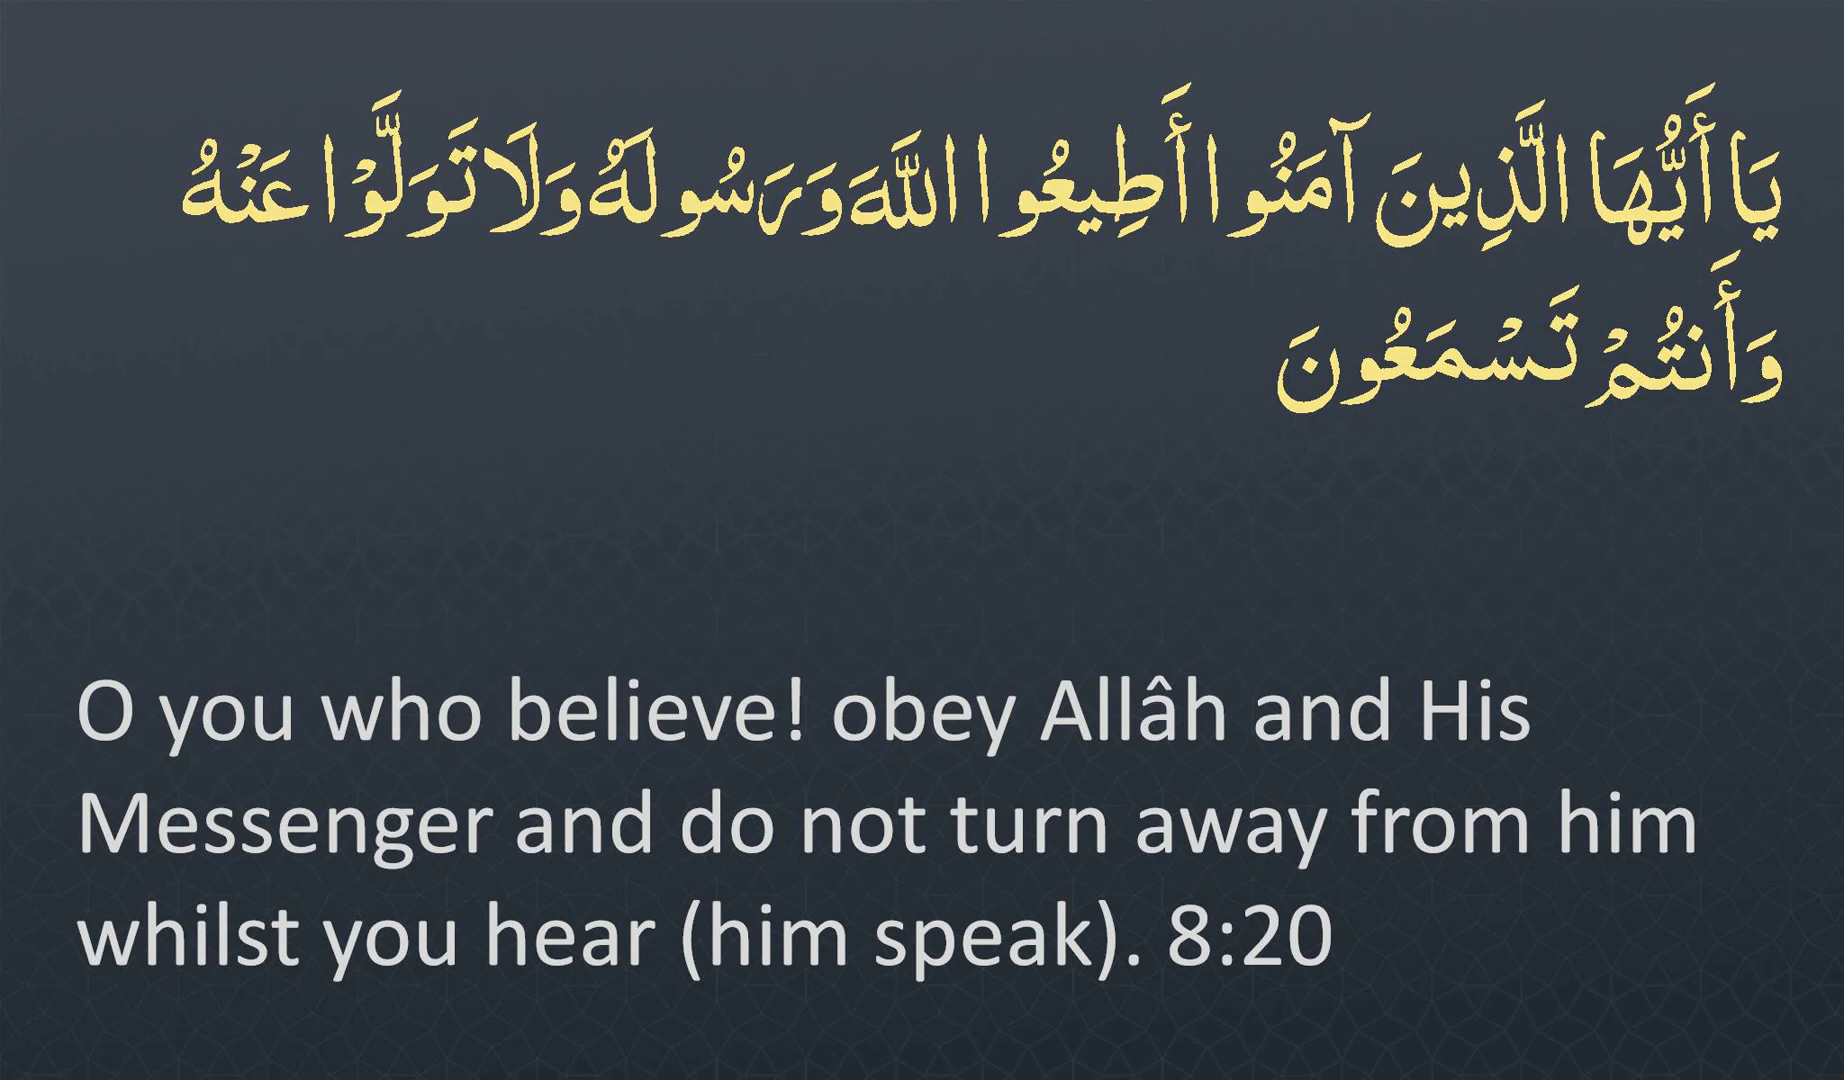 يَا أَيُّهَا الَّذِينَ آمَنُوا أَطِيعُوا اللَّهَ وَرَسُولَهُ وَلَا تَوَلَّوْا عَنْهُ
وَأَنتُمْ تَسْمَعُونَ
O you who believe! obey Allâh and His
Messenger and do not turn away from him
whilst you hear (him speak). 8:20